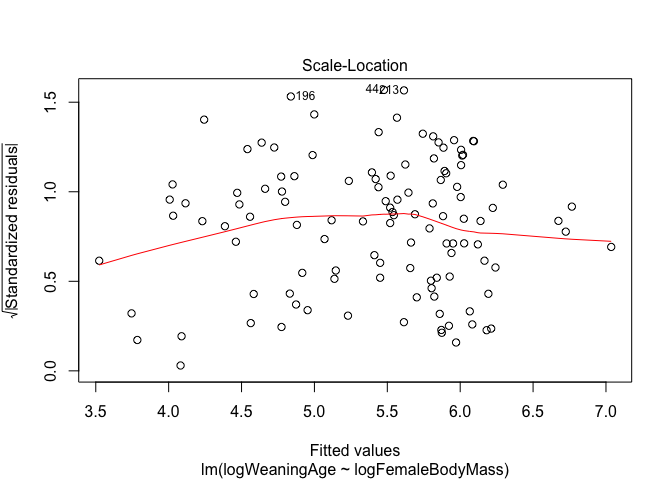 Scale-Location
√|Standardized residuals|
1.5
1.0
0.5
0.0
196
44
213
3.5 4.0 4.5 5.0 5.5 6.0 6.5 7.0
Fitted values
lm(logWeaningAge ~ logFemaleBodyMass)